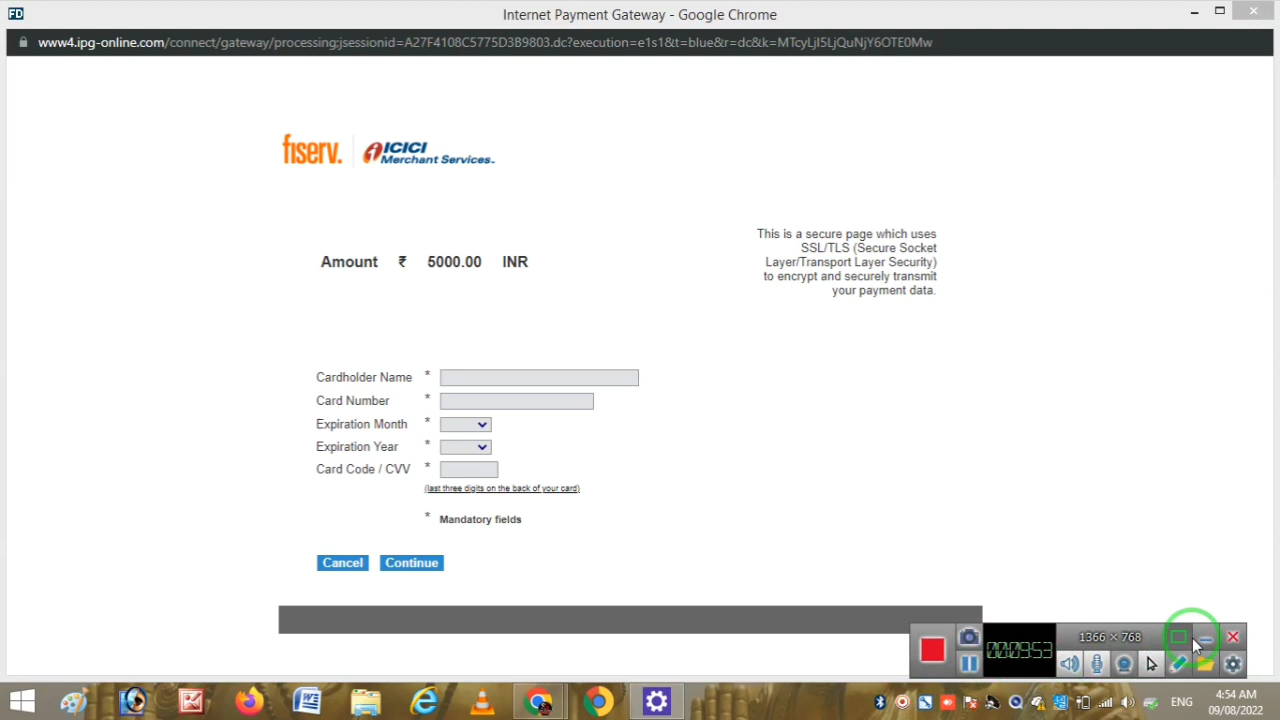 FD
Internet Payment Gateway - Google Chrome
www4.ipg-online.com/connect/gateway/processing;jsessionid=A27F4108C5775D3B9803.dc?execution=e1s1&t=blue&r=dc&k=MTcyLjI5LjQuNjY6OTE0Mw
fiserv.
ICICI
Merchant Services.
This is a secure page which uses
SSL/TLS (Secure Socket
Layer/Transport Layer Security)
to encrypt and securely transmit
your payment data.
Amount ₹ 5000.00 INR
Cardholder Name *
Card Number *
Expiration Month *
Expiration Year *
Card Code / CVV *
(last three digits on the back of your card)
* Mandatory fields
Cancel Continue
1366 × 768
00:09:53
4:54 AM
ENG
09/08/2022